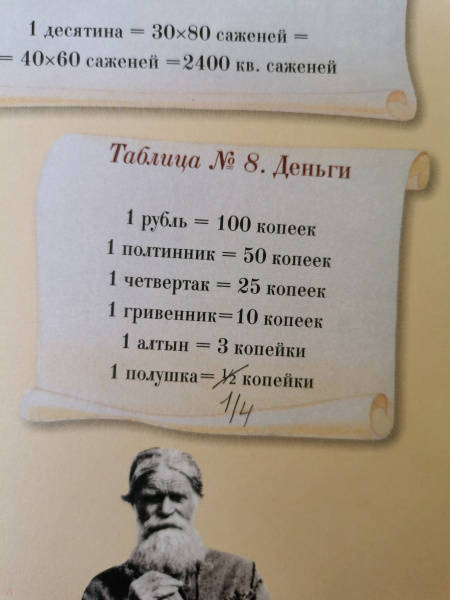 1 десятина = 30×80 саженей =
= 40×60 саженей =2400 кв. саженей
Таблица № 8. Деньги
1 рубль = 100 копеек
1 полтинник = 50 копеек
1 четвертак = 25 копеек
1 гривенник=10 копеек
1 алтын = 3 копейки
1 полушка= ½ копейки
1/4